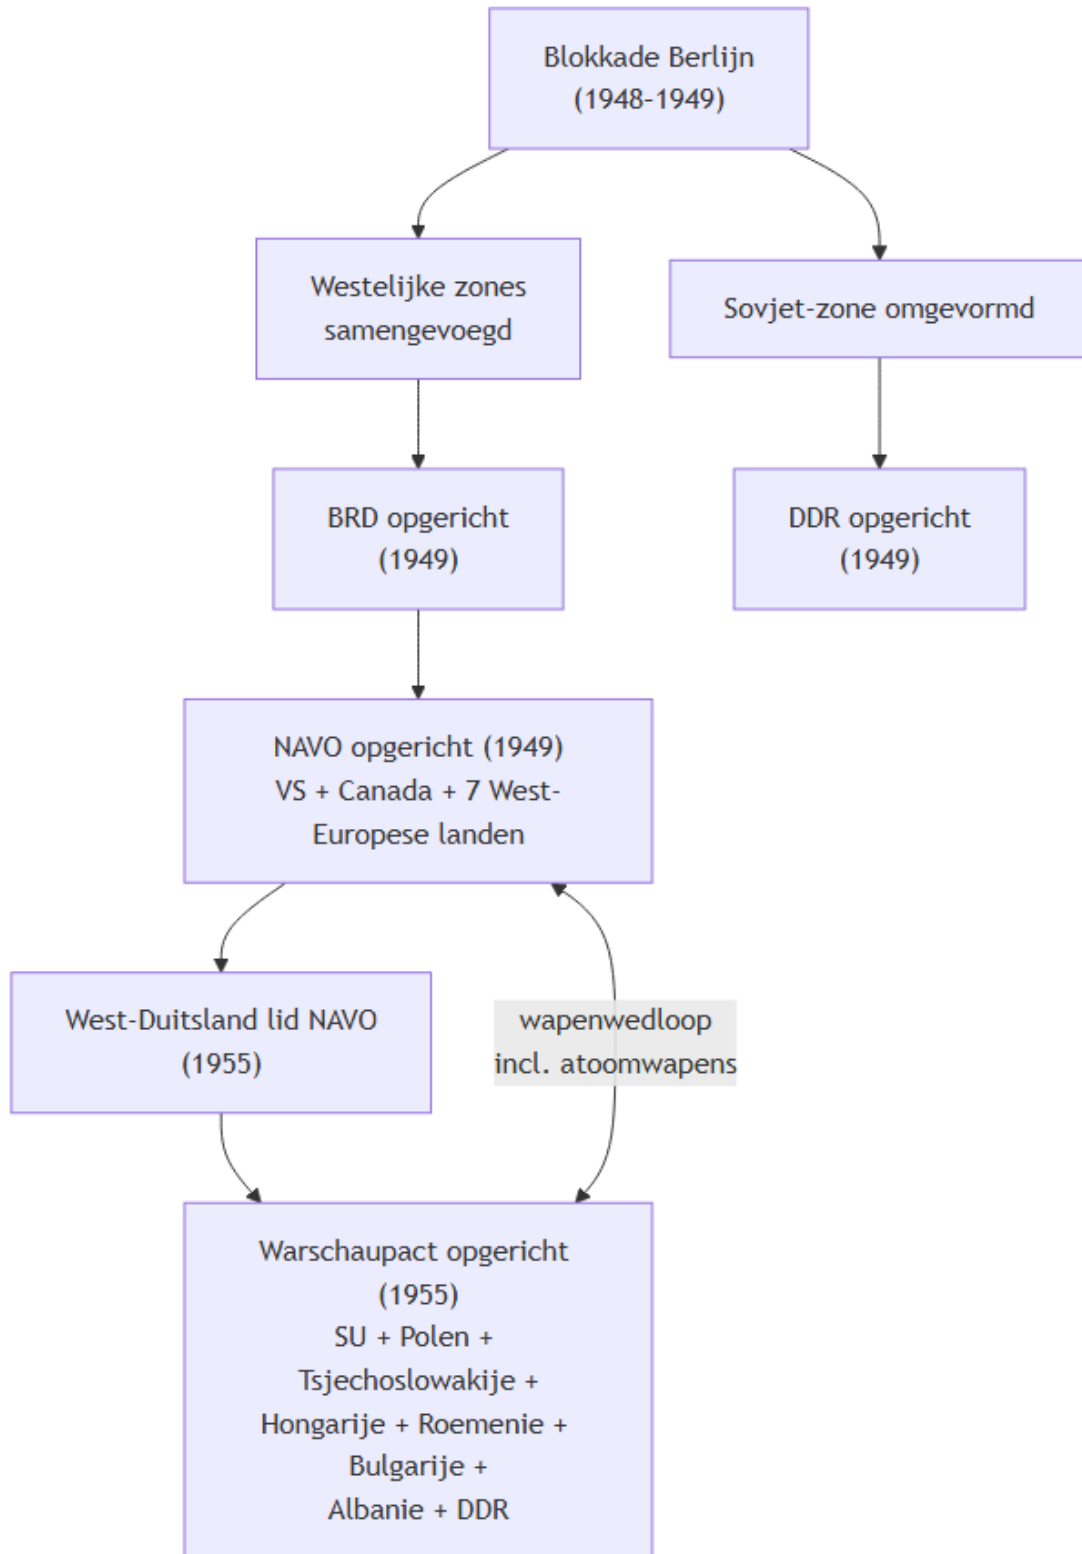 Blokkade Berlijn
(1948-1949)
Westelijke zones
samengevoegd
Sovjet-zone omgevormd
BRD opgericht
(1949)
DDR opgericht
(1949)
NAVO opgericht (1949)
VS + Canada + 7 West-
Europese landen
West-Duitsland lid NAVO
(1955)
wapenwedloop
incl. atoomwapens
Warschaupact opgericht
(1955)
SU + Polen +
Tsjechoslowakije +
Hongarije + Roemenie +
Bulgarije +
Albanie + DDR